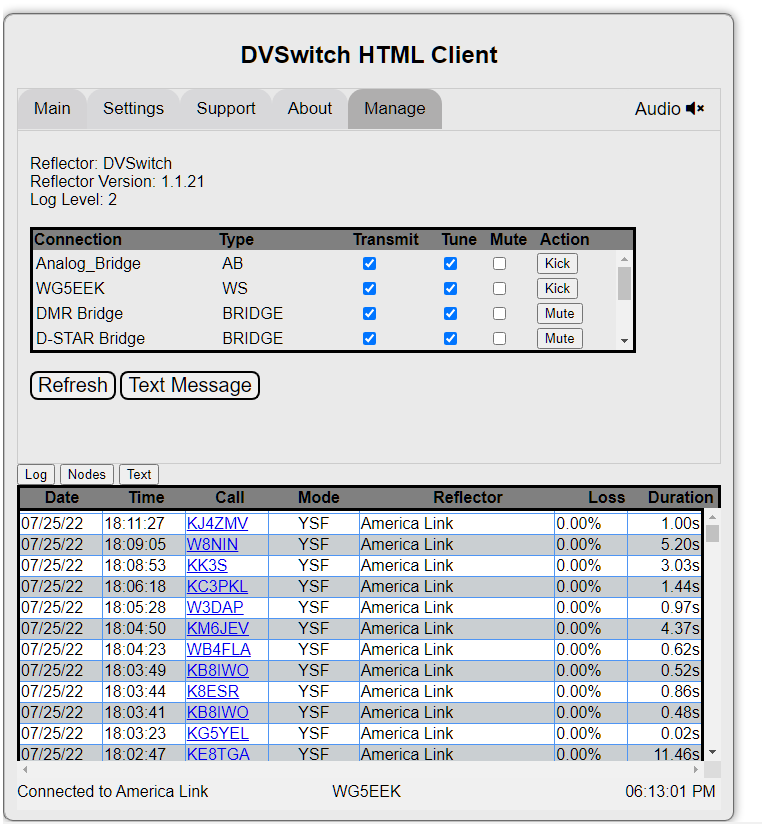 DVSwitch HTML Client
Main Settings Support About Manage Audio
Reflector: DVSwitch
Reflector Version: 1.1.21
Log Level: 2
Connection Type Transmit Tune Mute Action
Analog_Bridge AB Kick
WG5EEK WS Kick
DMR Bridge BRIDGE Mute
D-STAR Bridge BRIDGE Mute
Refresh Text Message
Log Nodes Text
Date Time Call Mode Reflector Loss Duration
07/25/22 18:11:27 KJ4ZMV YSF America Link 0.00% 1.00s
07/25/22 18:09:05 W8NIN YSF America Link 0.00% 5.20s
07/25/22 18:08:53 KK3S YSF America Link 0.00% 3.03s
07/25/22 18:06:18 KC3PKL YSF America Link 0.00% 1.44s
07/25/22 18:05:28 W3DAP YSF America Link 0.00% 0.97s
07/25/22 18:04:50 KM6JEV YSF America Link 0.00% 4.37s
07/25/22 18:04:23 WB4FLA YSF America Link 0.00% 0.62s
07/25/22 18:03:49 KB8IWO YSF America Link 0.00% 0.52s
07/25/22 18:03:44 K8ESR YSF America Link 0.00% 0.86s
07/25/22 18:03:41 KB8IWO YSF America Link 0.00% 0.48s
07/25/22 18:03:23 KG5YEL YSF America Link 0.00% 0.02s
07/25/22 18:02:47 KE8TGA YSF America Link 0.00% 11.46s
Connected to America Link WG5EEK 06:13:01 PM